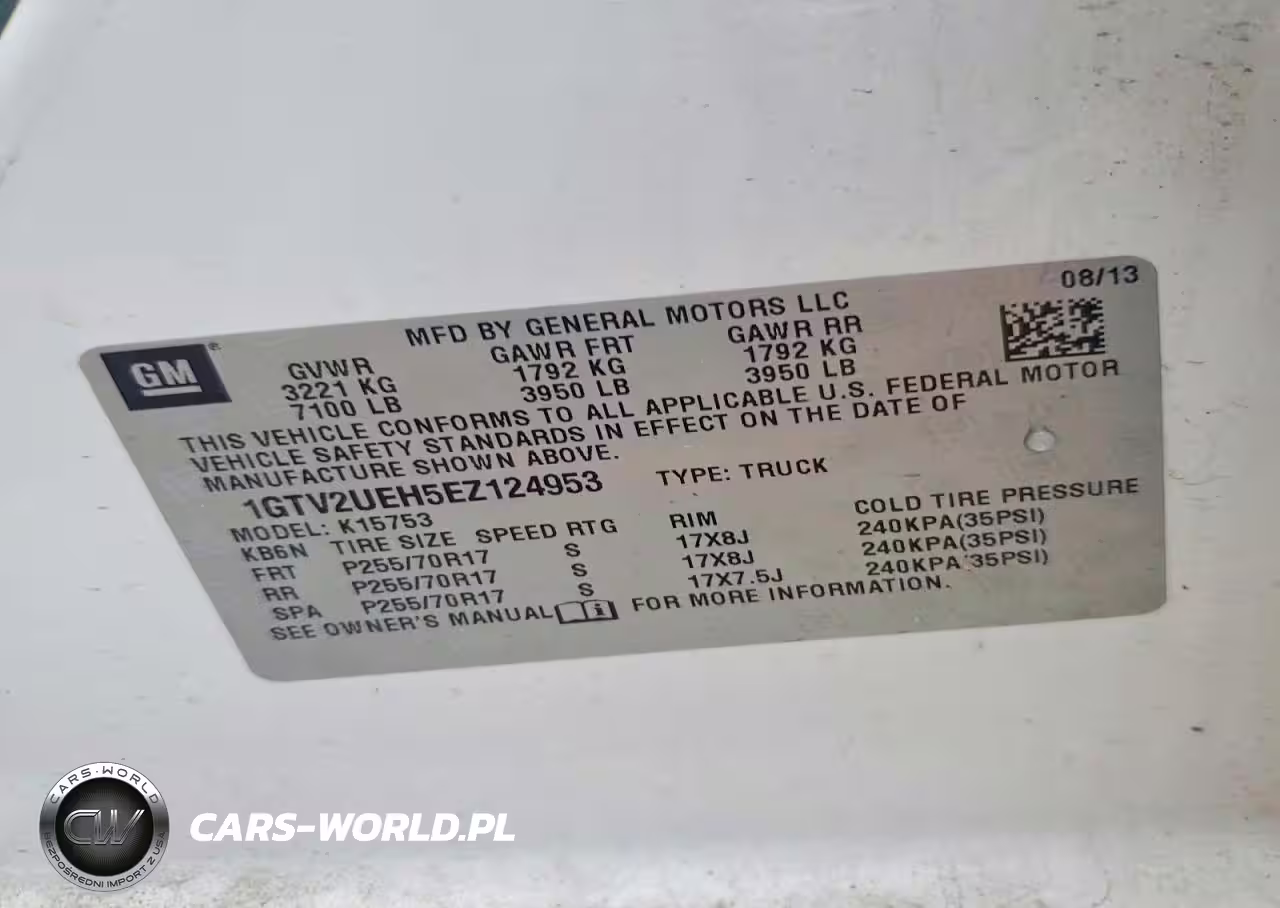 08/13
MFD BY GENERAL MOTORS LLC
GM®
GVWR GAWR FRT GAWR RR
3221 KG 1792 KG 1792 KG
7100 LB 3950 LB 3950 LB
THIS VEHICLE CONFORMS TO ALL APPLICABLE U.S. FEDERAL MOTOR
VEHICLE SAFETY STANDARDS IN EFFECT ON THE DATE OF
MANUFACTURE SHOWN ABOVE.
1GTV2UEH5EZ124953 TYPE: TRUCK
MODEL: K15753
KB6N TIRE SIZE SPEED RTG RIM COLD TIRE PRESSURE
FRT P255/70R17 S 17X8J 240KPA(35PSI)
RR P255/70R17 S 17X8J 240KPA(35PSI)
SPA P255/70R17 S 17X7.5J 240KPA(35PSI)
SEE OWNER'S MANUAL i FOR MORE INFORMATION.
CARS-WORLD
CW
BEZPOŚREDNI IMPORT Z USA
CARS-WORLD.PL